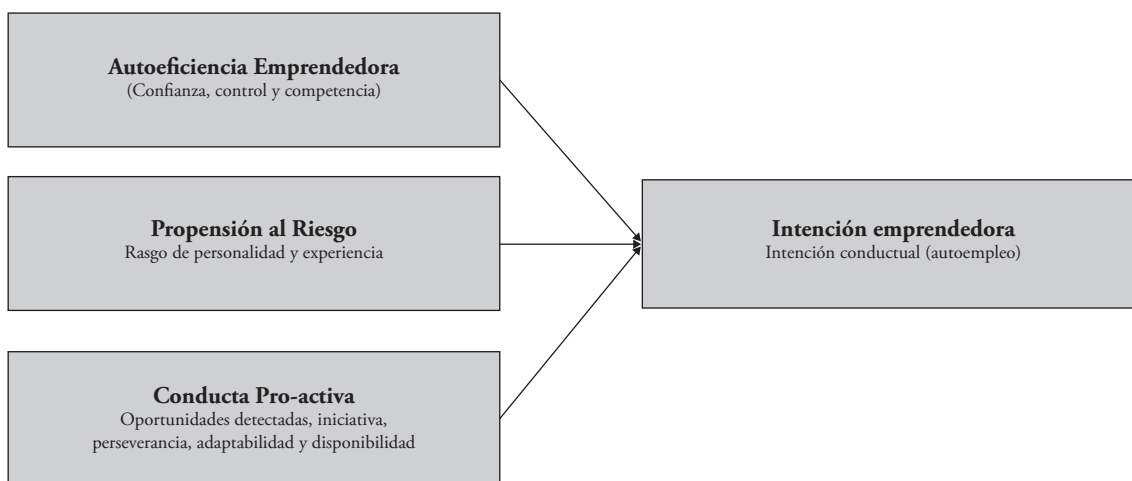 Autoeficiencia Emprendedora
(Confianza, control y competencia)
Propensión al Riesgo
Rasgo de personalidad y experiencia
Intención emprendedora
Intención conductual (autoempleo)
Conducta Pro-activa
Oportunidades detectadas, iniciativa,
perseverancia, adaptabilidad y disponibilidad